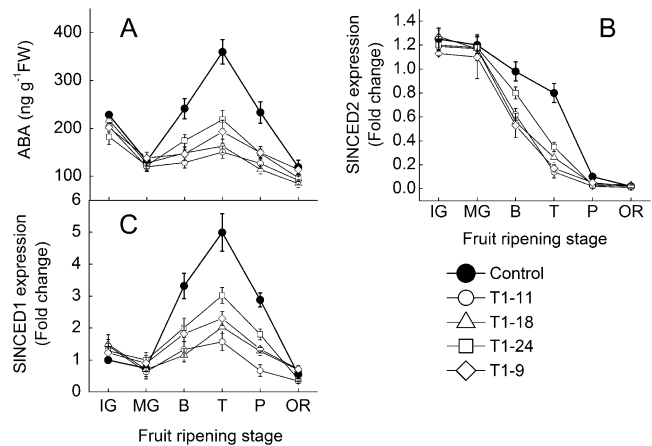 A
ABA (ng g⁻¹FW)
400
300
200
100
B
SINCED2 expression
(Fold change)
1.4
1.2
1.0
0.8
0.6
0.4
0.2
0.0
IG MG B T P OR
Fruit ripening stage
C
SINCED1 expression
(Fold change)
6
5
4
3
2
1
0
IG MG B T P OR
Fruit ripening stage
Control
T1-11
T1-18
T1-24
T1-9